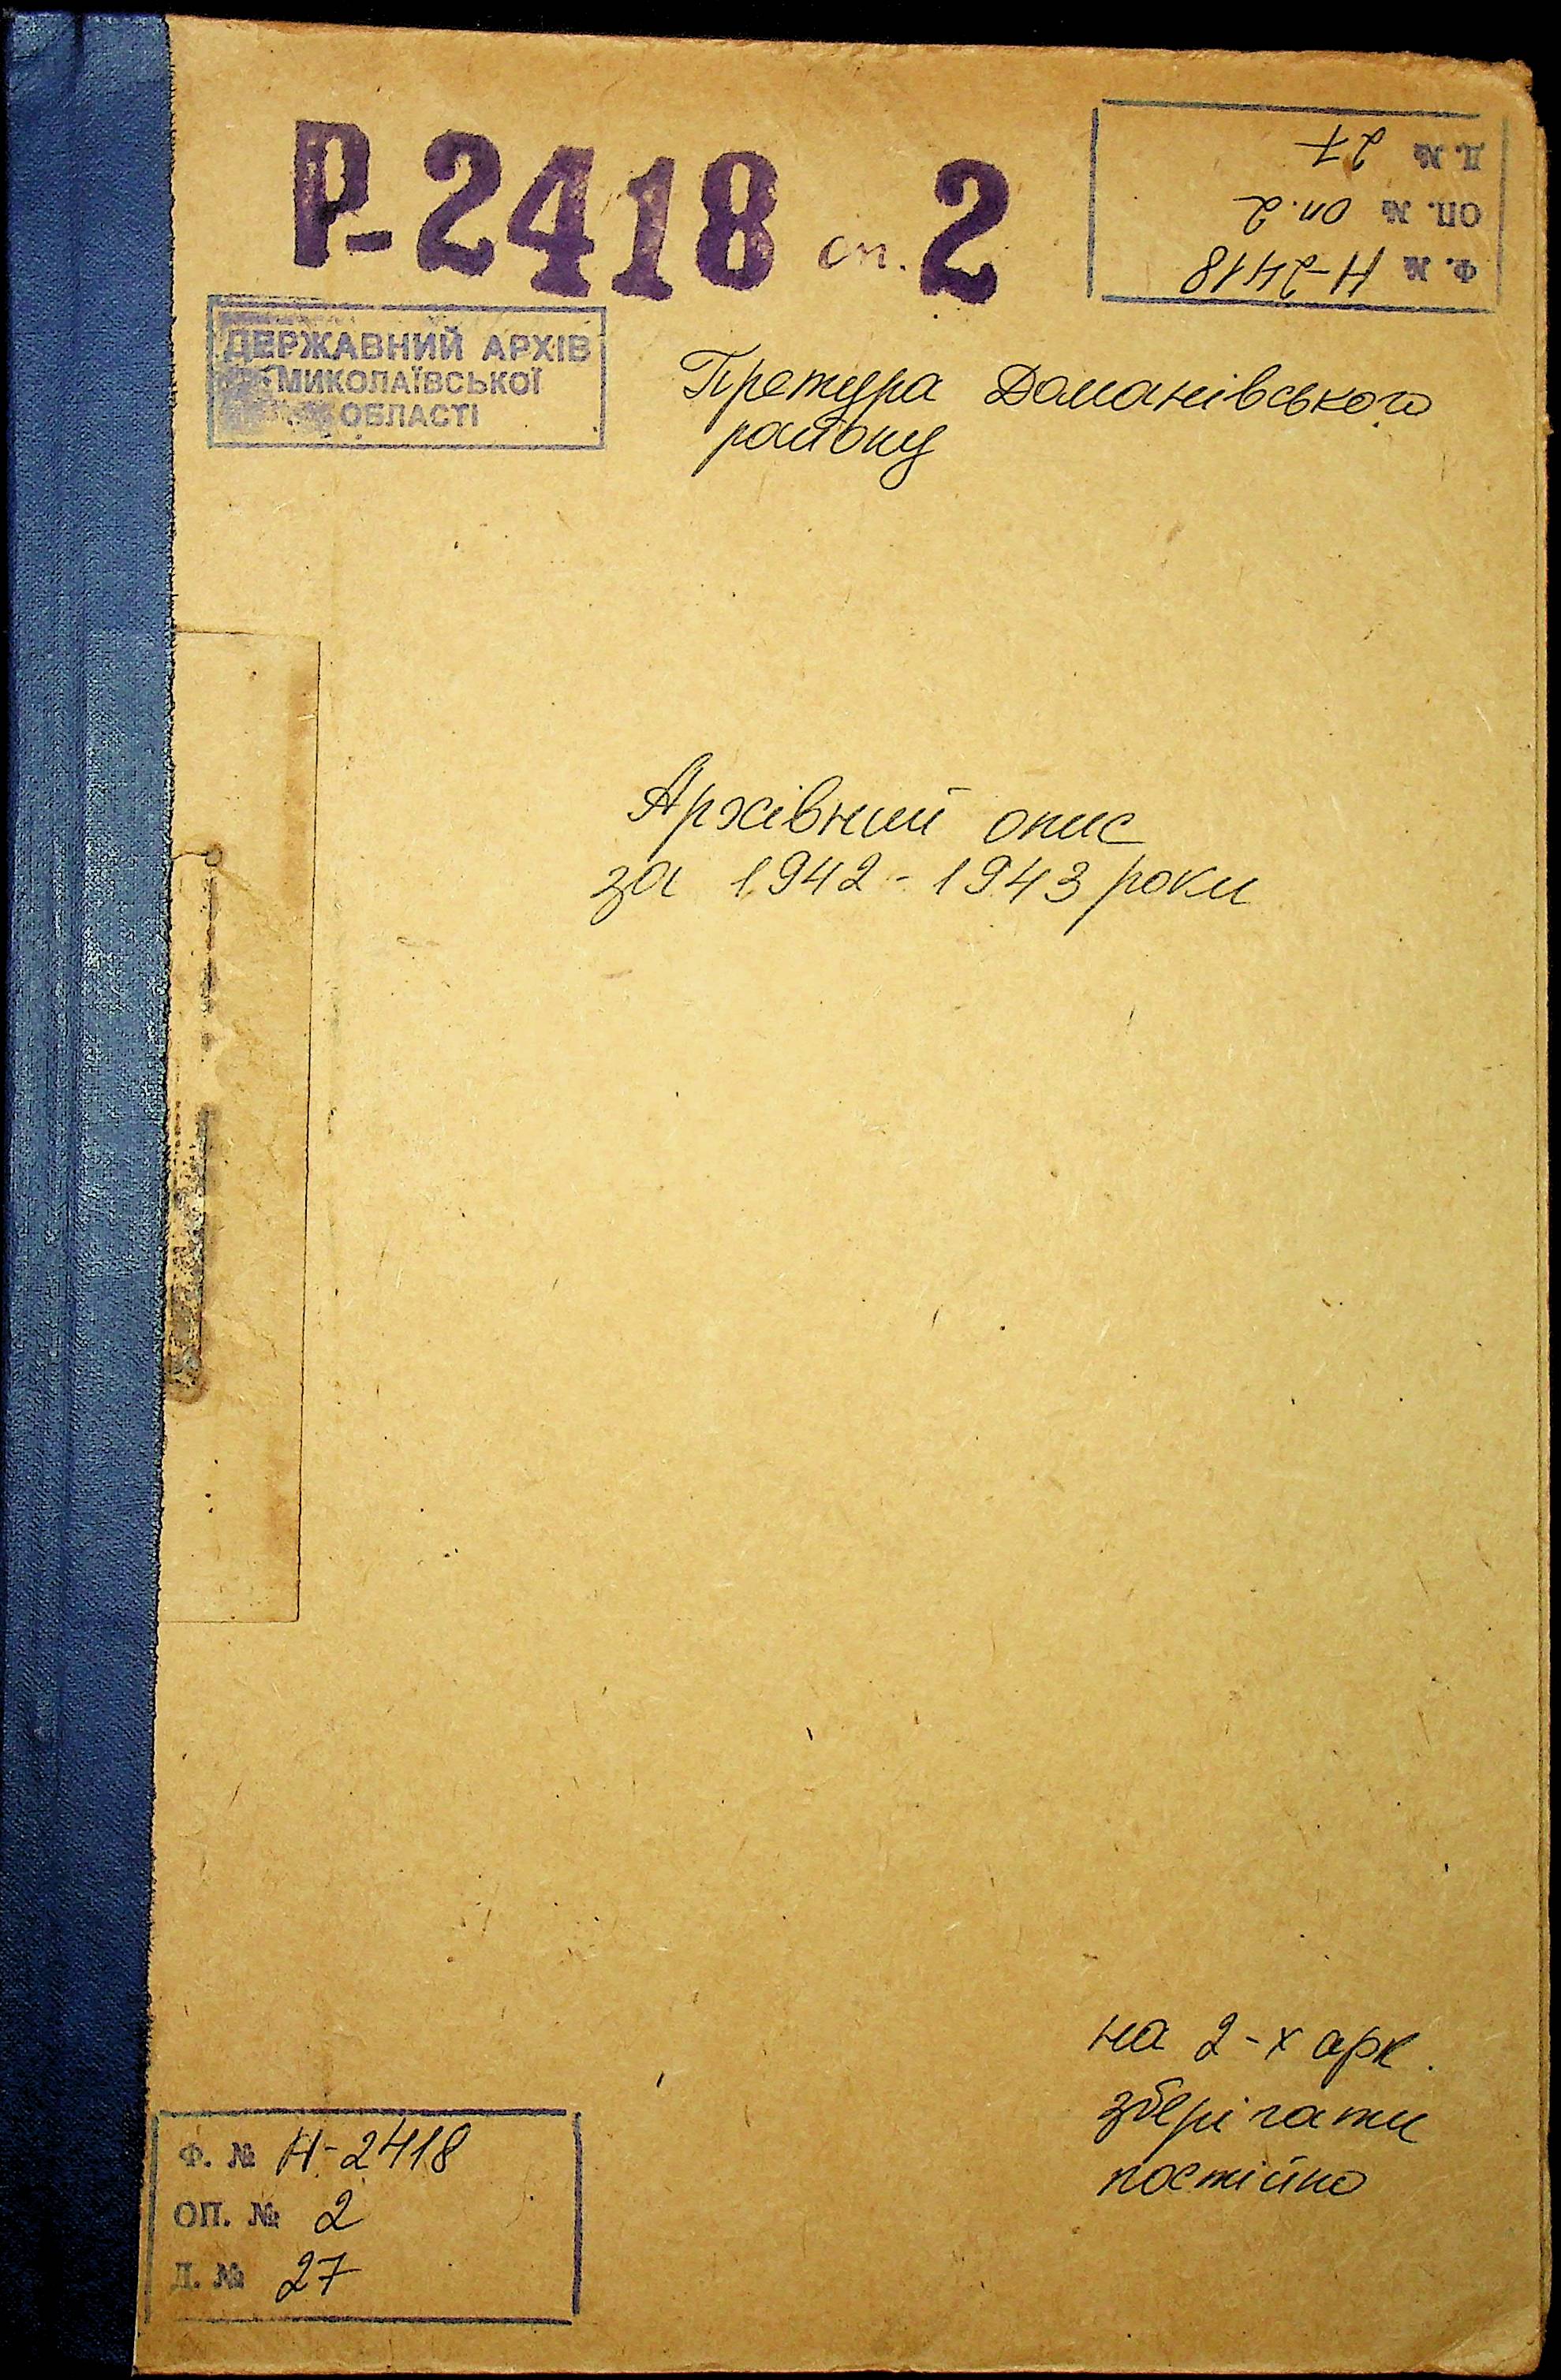 Р-2418 оп. 2
Д. № 27
ОП. № оп. 2
Ф. № Н-2418
ДЕРЖАВНИЙ АРХІВ
МИКОЛАЇВСЬКОЇ
ОБЛАСТІ
Претура Доманівського
району
Архівний опис
за 1942-1943 роки
на 2-х арк.
зберігати
постійно
Ф. № Н-2418
ОП. № 2
Д. № 27